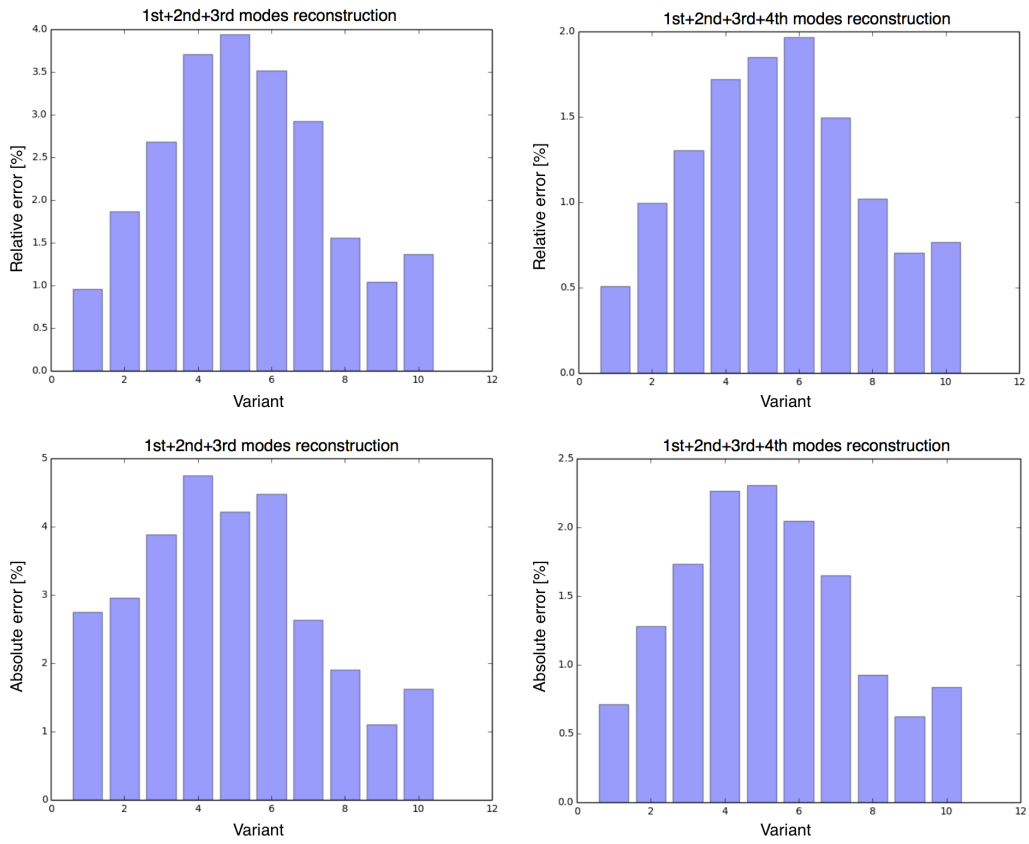 1st+2nd+3rd modes reconstruction
4.0
3.5
3.0
2.5
2.0
1.5
1.0
0.5
0.0
Relative error [%]
0 2 4 6 8 10 12
Variant
1st+2nd+3rd+4th modes reconstruction
2.0
1.5
1.0
0.5
0.0
Relative error [%]
0 2 4 6 8 10 12
Variant
1st+2nd+3rd modes reconstruction
5
4
3
2
1
0
Absolute error [%]
0 2 4 6 8 10 12
Variant
1st+2nd+3rd+4th modes reconstruction
2.5
2.0
1.5
1.0
0.5
0.0
Absolute error [%]
0 2 4 6 8 10 12
Variant